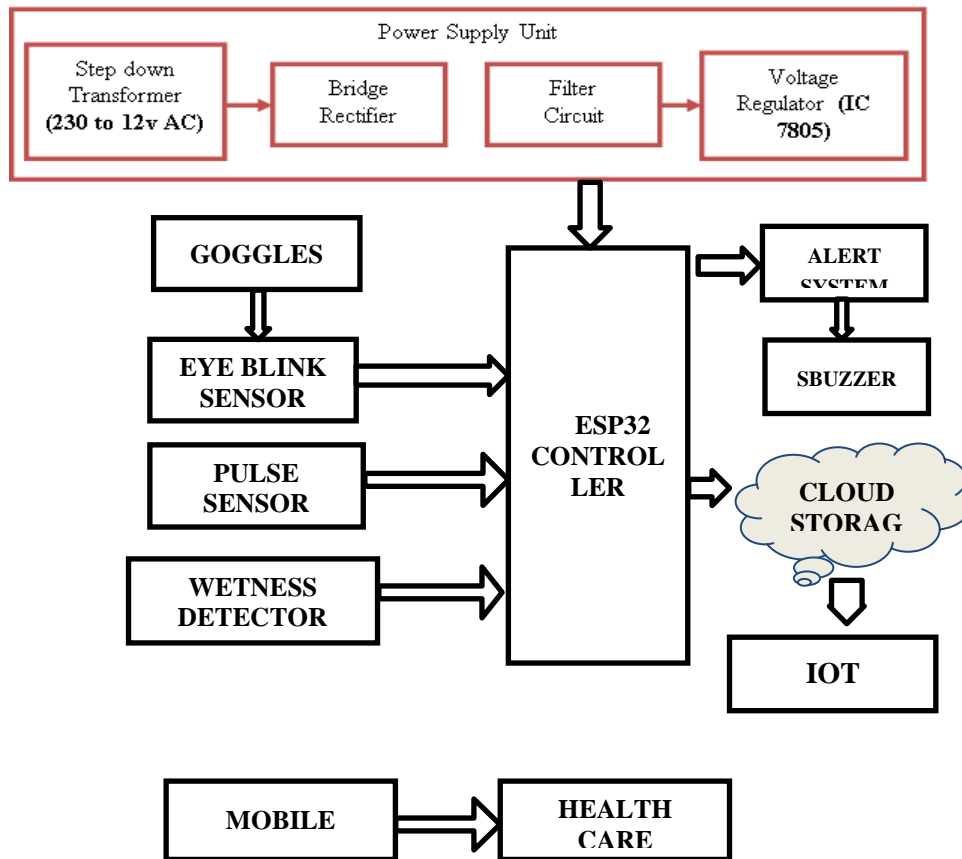 Power Supply Unit
Step down
Transformer
(230 to 12v AC)
Bridge
Rectifier
Filter
Circuit
Voltage
Regulator (IC
7805)
GOGGLES
ALERT
SYSTEM
EYE BLINK
SENSOR
SBUZZER
ESP32
CONTROL
LER
PULSE
SENSOR
CLOUD
STORAG
WETNESS
DETECTOR
IOT
MOBILE
HEALTH
CARE